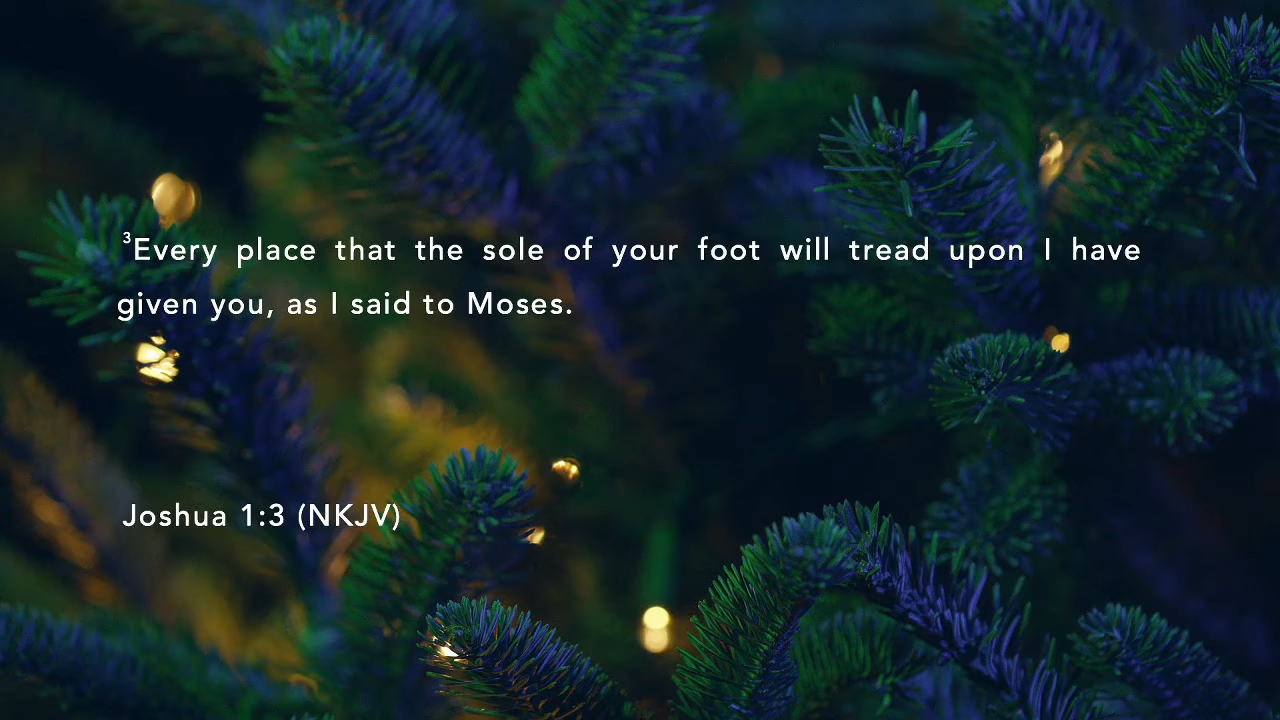 ³Every place that the sole of your foot will tread upon I have
given you, as I said to Moses.
Joshua 1:3 (NKJV)